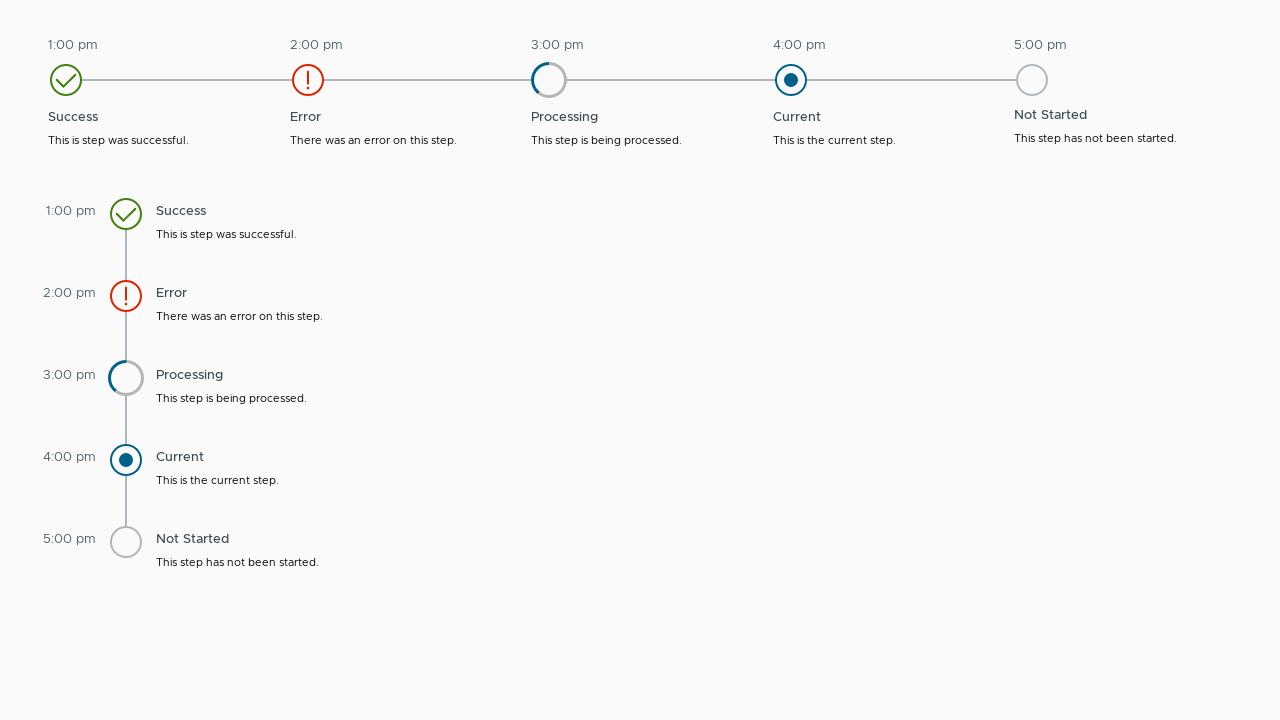 1:00 pm
2:00 pm
3:00 pm
4:00 pm
5:00 pm
Success
Error
Processing
Current
Not Started
This is step was successful.
There was an error on this step.
This step is being processed.
This is the current step.
This step has not been started.
1:00 pm
Success
This is step was successful.
2:00 pm
Error
There was an error on this step.
3:00 pm
Processing
This step is being processed.
4:00 pm
Current
This is the current step.
5:00 pm
Not Started
This step has not been started.